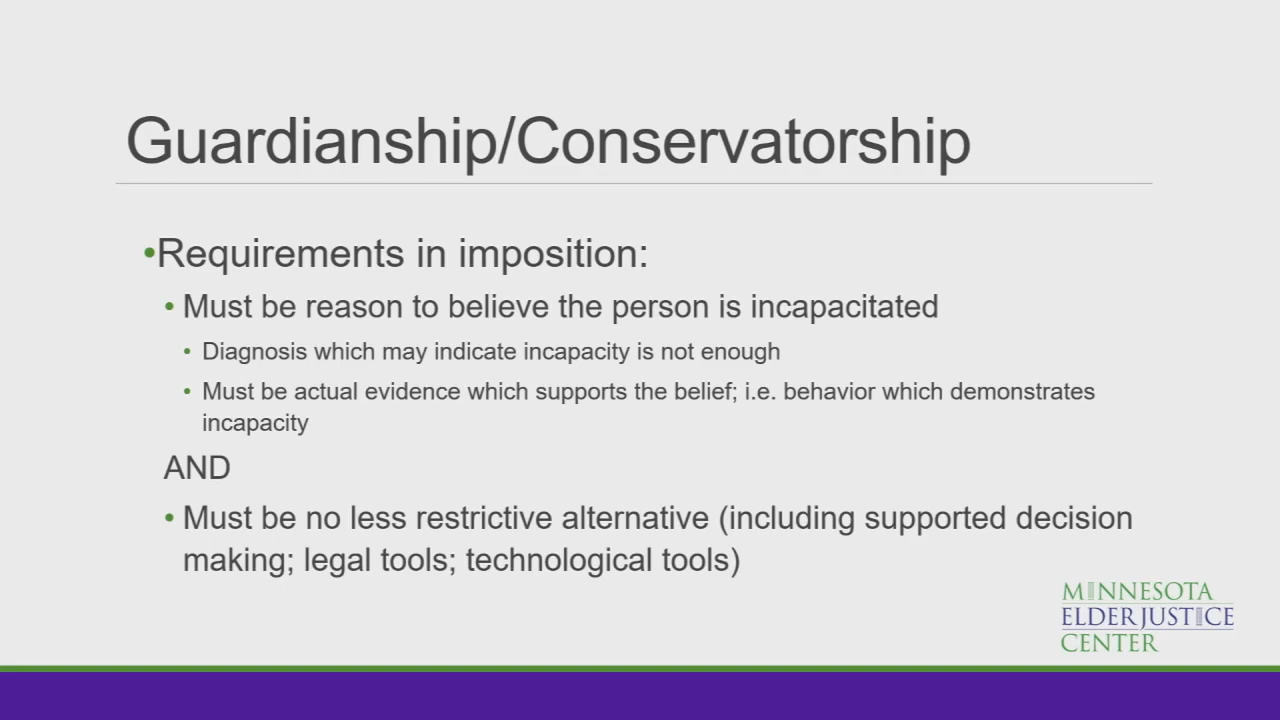 Guardianship/Conservatorship
•Requirements in imposition:
• Must be reason to believe the person is incapacitated
• Diagnosis which may indicate incapacity is not enough
• Must be actual evidence which supports the belief; i.e. behavior which demonstrates
incapacity
AND
• Must be no less restrictive alternative (including supported decision
making; legal tools; technological tools)
MINNESOTA
ELDER JUSTICE
CENTER